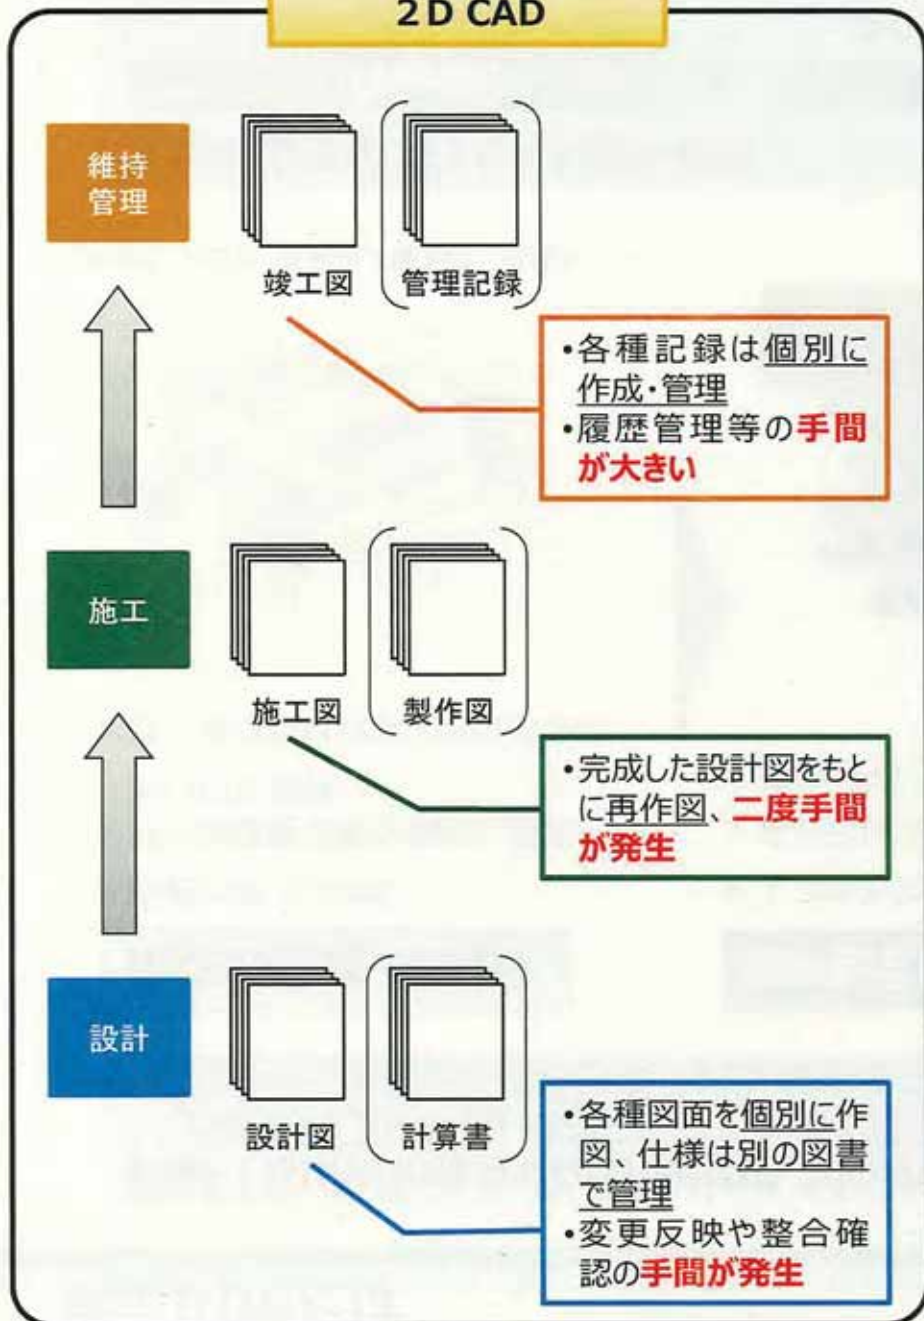 2D CAD
維持
管理
竣工図
管理記録
・各種記録は個別に
作成・管理
・履歴管理等の手間
が大きい
施工
施工図
製作図
・完成した設計図をもと
に再作図、二度手間
が発生
設計
設計図
計算書
・各種図面を個別に作
図、仕様は別の図書
で管理
・変更反映や整合確
認の手間が発生